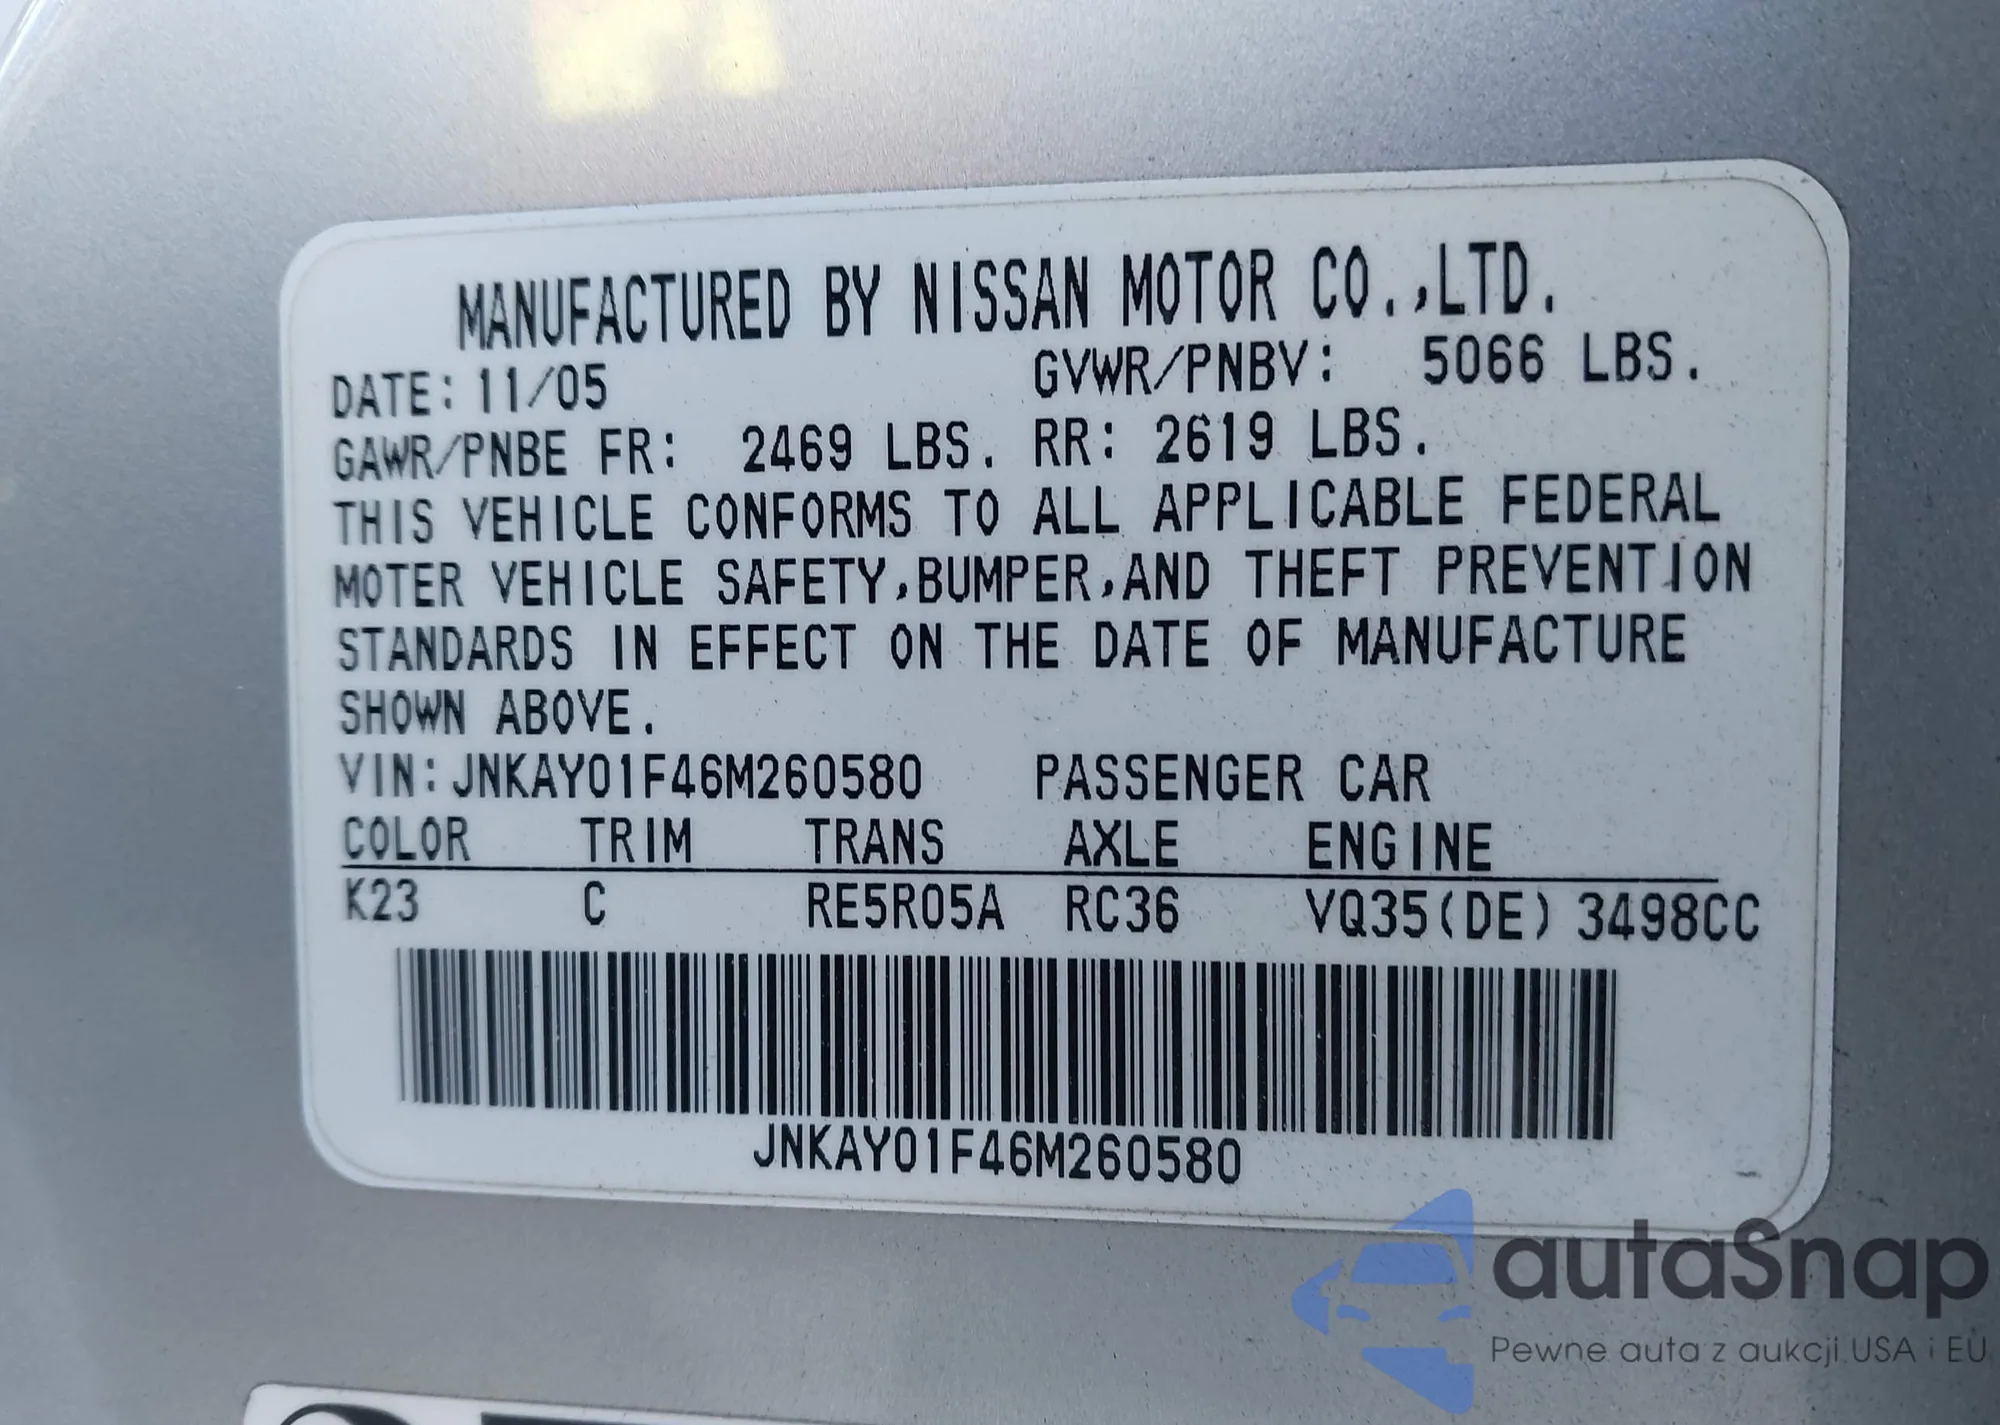 MANUFACTURED BY NISSAN MOTOR CO.,LTD.
DATE: 11/05 GVWR/PNBV: 5066 LBS.
GAWR/PNBE FR: 2469 LBS. RR: 2619 LBS.
THIS VEHICLE CONFORMS TO ALL APPLICABLE FEDERAL
MOTER VEHICLE SAFETY,BUMPER,AND THEFT PREVENTION
STANDARDS IN EFFECT ON THE DATE OF MANUFACTURE
SHOWN ABOVE.
VIN: JNKAY01F46M260580 PASSENGER CAR
COLOR TRIM TRANS AXLE ENGINE
K23 C RE5R05A RC36 VQ35(DE) 3498CC
JNKAY01F46M260580
autaSnap
Pewne auta z aukcji USA i EU